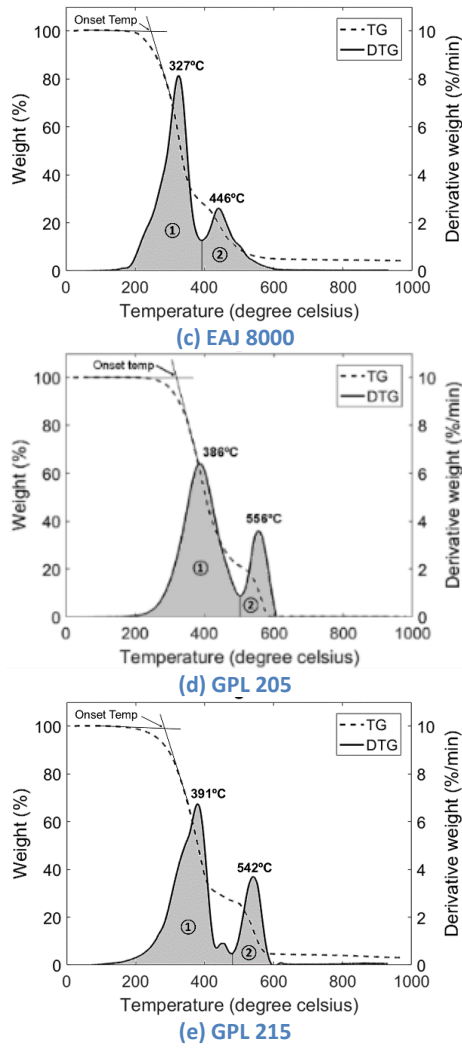 Onset Temp
327ºC
446ºC
①
②
TG
DTG
100
80
60
40
20
0
10
8
6
4
2
0
0
200
400
600
800
1000
Weight (%)
Derivative weight (%/min)
Temperature (degree celsius)
(c) EAJ 8000
Onset temp
386ºC
556ºC
①
②
TG
DTG
100
80
60
40
20
0
10
8
6
4
2
0
0
200
400
600
800
1000
Weight (%)
Derivative weight (%/min)
Temperature (degree celsius)
(d) GPL 205
Onset Temp
391ºC
542ºC
①
②
TG
DTG
100
80
60
40
20
0
10
8
6
4
2
0
0
200
400
600
800
1000
Weight (%)
Derivative weight (%/min)
Temperature (degree celsius)
(e) GPL 215